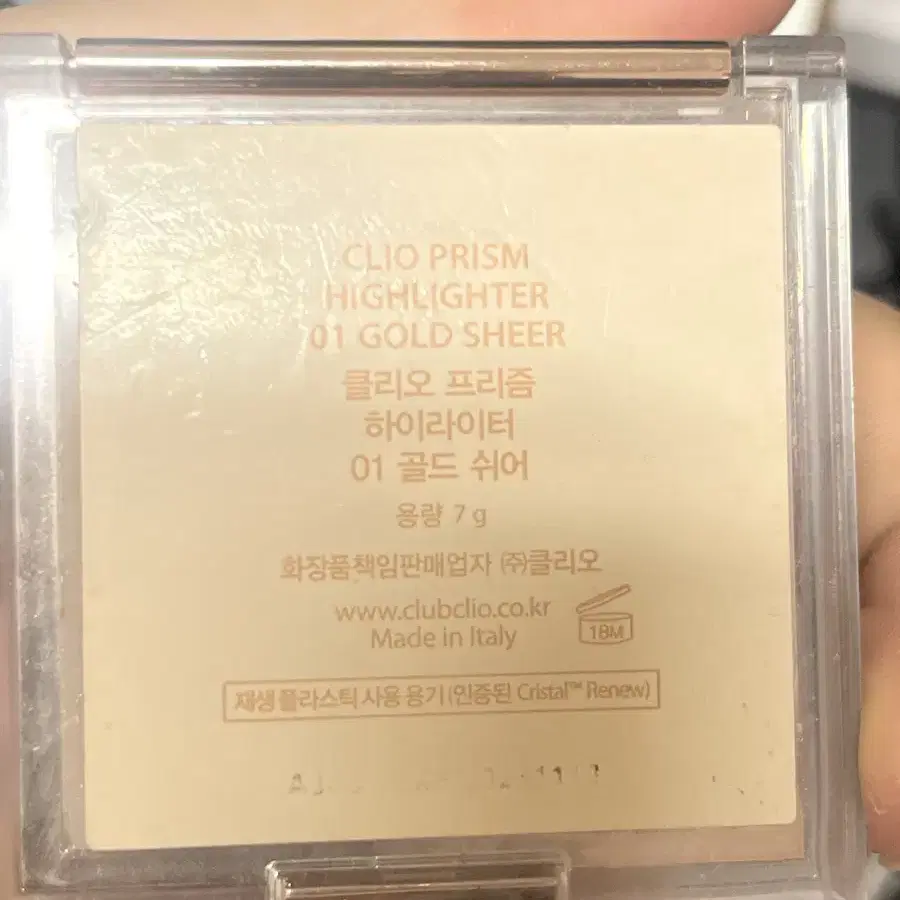 CLIO PRISM
HIGHLIGHTER
01 GOLD SHEER
클리오 프리즘
하이라이터
01 골드 쉬어
용량 7 g
화장품책임판매업자 ㈜클리오
www.clubclio.co.kr
Made in Italy
18M
재생 플라스틱 사용 용기 (인증된 Cristal™ Renew)